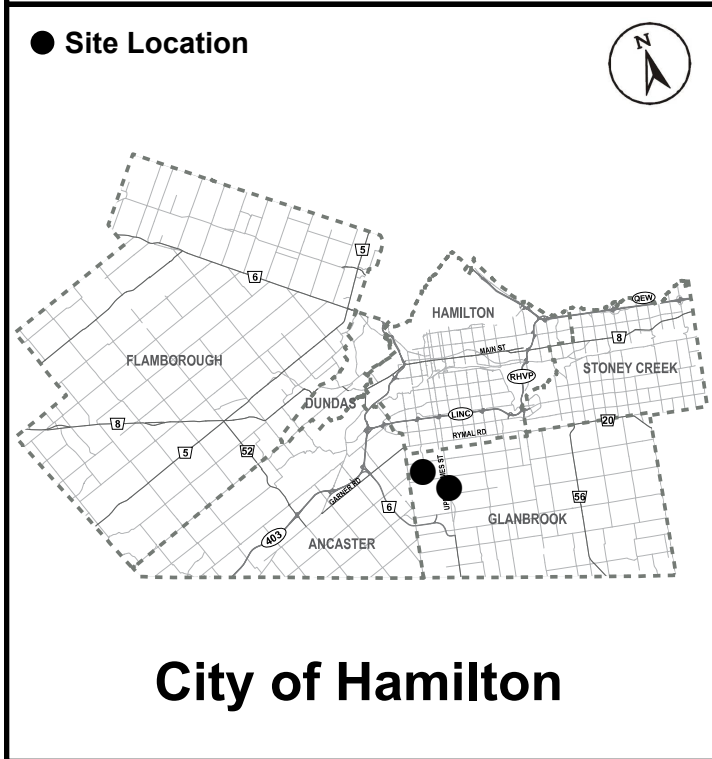 Site Location
N
5
6
QEW
HAMILTON
8
MAIN ST
FLAMBOROUGH
STONEY CREEK
RHVP
DUNDAS
LINC
20
8
RYMAL RD
5
52
GARNER RD
56
6
GLANBROOK
403
ANCASTER
City of Hamilton